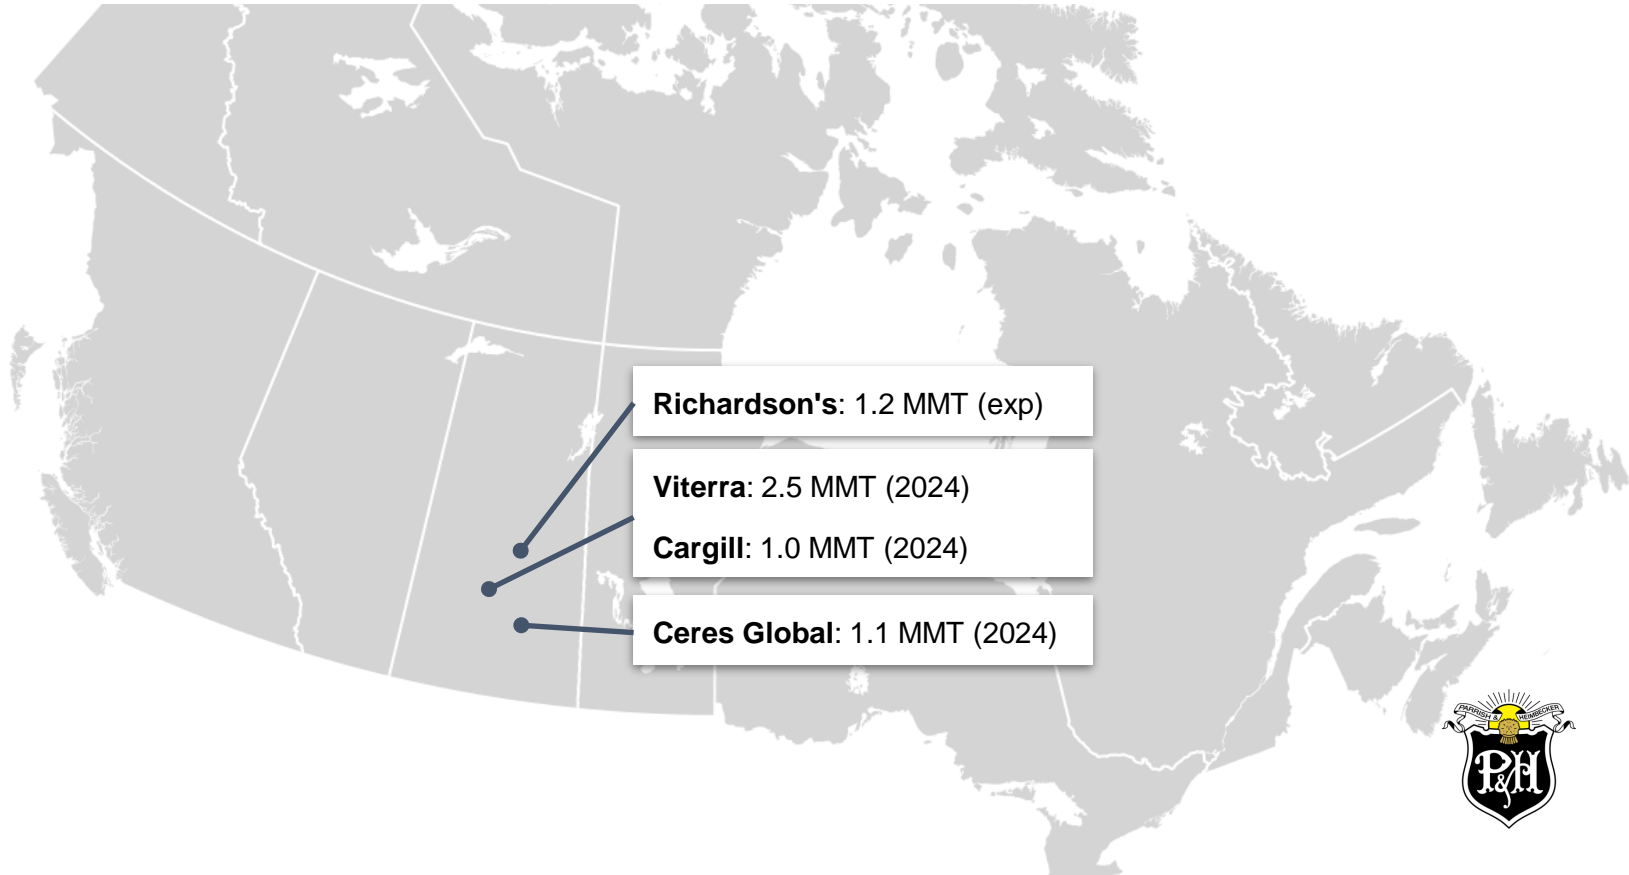 Richardson's: 1.2 MMT (exp)
Viterra: 2.5 MMT (2024)
Cargill: 1.0 MMT (2024)
Ceres Global: 1.1 MMT (2024)
PARRISH & HEIMBECKER
P&H